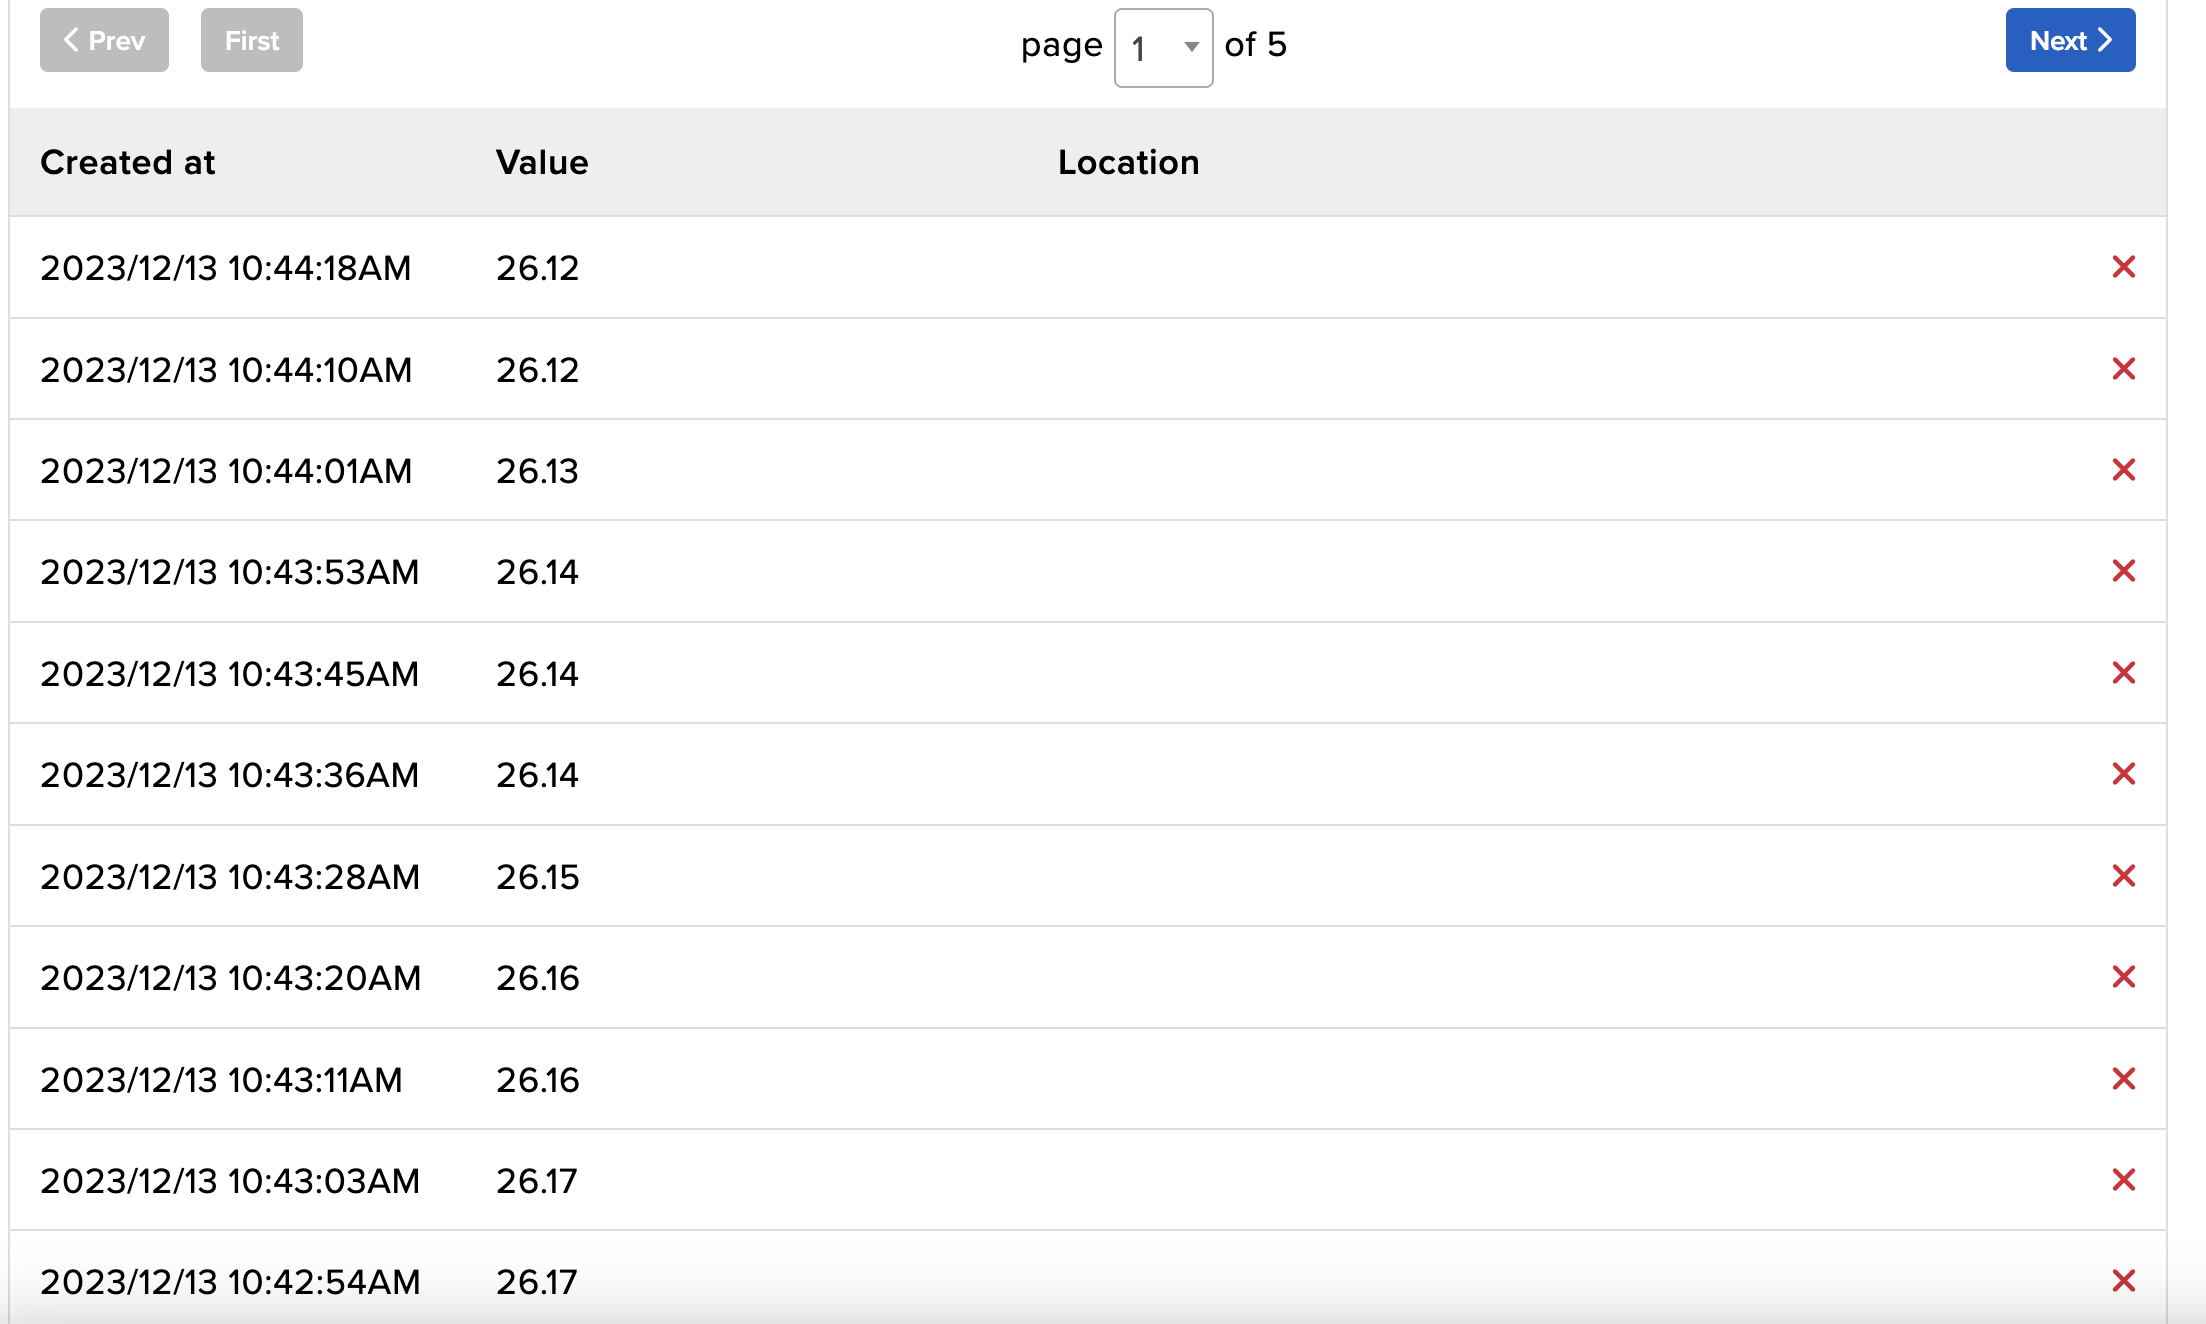 Prev First page 1 of 5 Next
Created at Value Location
2023/12/13 10:44:18AM 26.12
2023/12/13 10:44:10AM 26.12
2023/12/13 10:44:01AM 26.13
2023/12/13 10:43:53AM 26.14
2023/12/13 10:43:45AM 26.14
2023/12/13 10:43:36AM 26.14
2023/12/13 10:43:28AM 26.15
2023/12/13 10:43:20AM 26.16
2023/12/13 10:43:11AM 26.16
2023/12/13 10:43:03AM 26.17
2023/12/13 10:42:54AM 26.17